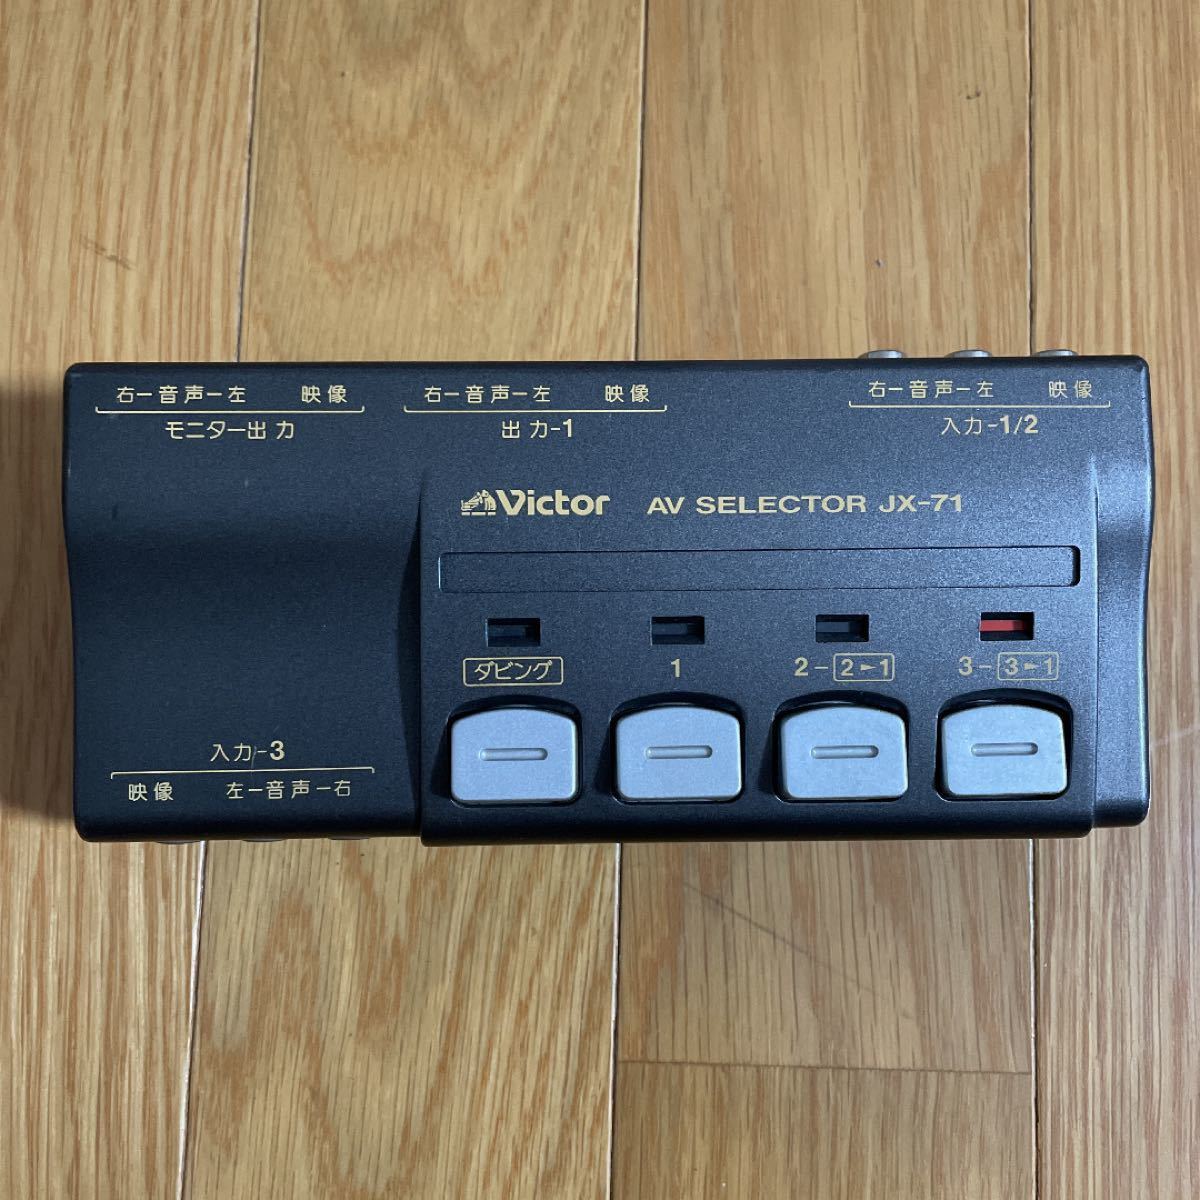 右ー音声ー左 映像
モニター出力
右ー音声ー左 映像
出力-1
右ー音声ー左 映像
入力-1/2
Victor AV SELECTOR JX-71
ダビング 1 2-2►1 3-3►1
入力-3
映像 左ー音声ー右